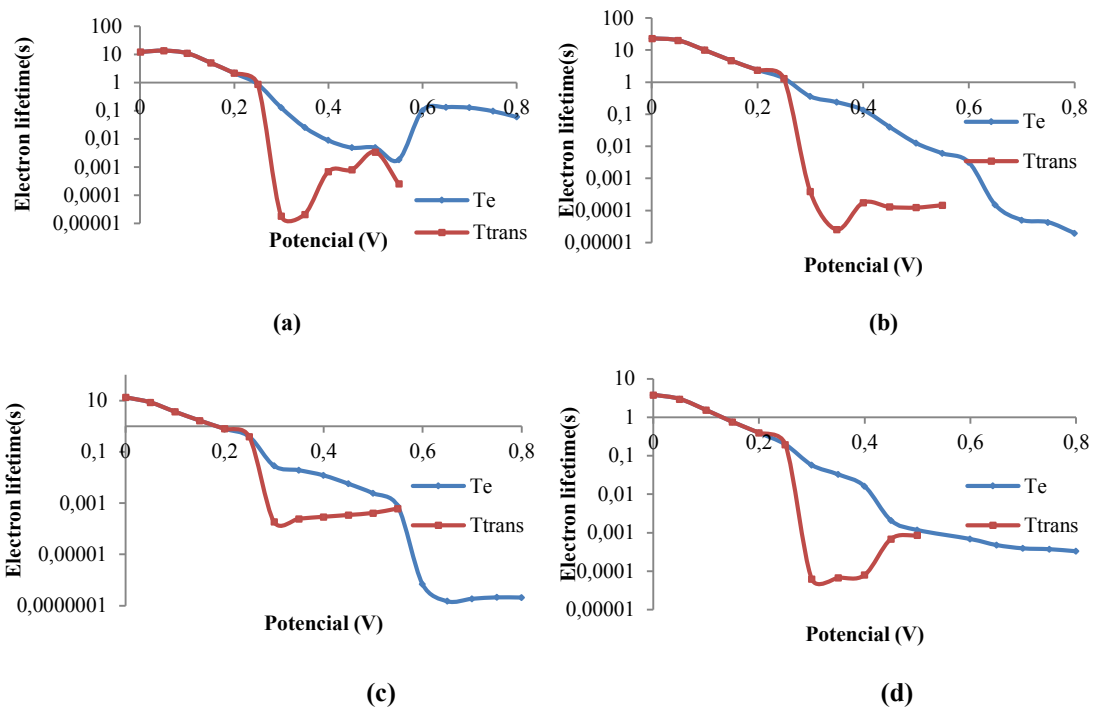 Electron lifetime(s)
100
10
1
0,1
0,01
0,001
0,0001
0,00001
0
0,2
0,4
0,6
0,8
Te
Ttrans
Potencial (V)
(a)
Electron lifetime(s)
100
10
1
0,1
0,01
0,001
0,0001
0,00001
0
0,2
0,4
0,6
0,8
Te
Ttrans
Potencial (V)
(b)
Electron lifetime(s)
10
0,1
0,001
0,00001
0,0000001
0
0,2
0,4
0,6
0,8
Te
Ttrans
Potencial (V)
(c)
Electron lifetime(s)
10
1
0,1
0,01
0,001
0,0001
0,00001
0
0,2
0,4
0,6
0,8
Te
Ttrans
Potencial (V)
(d)